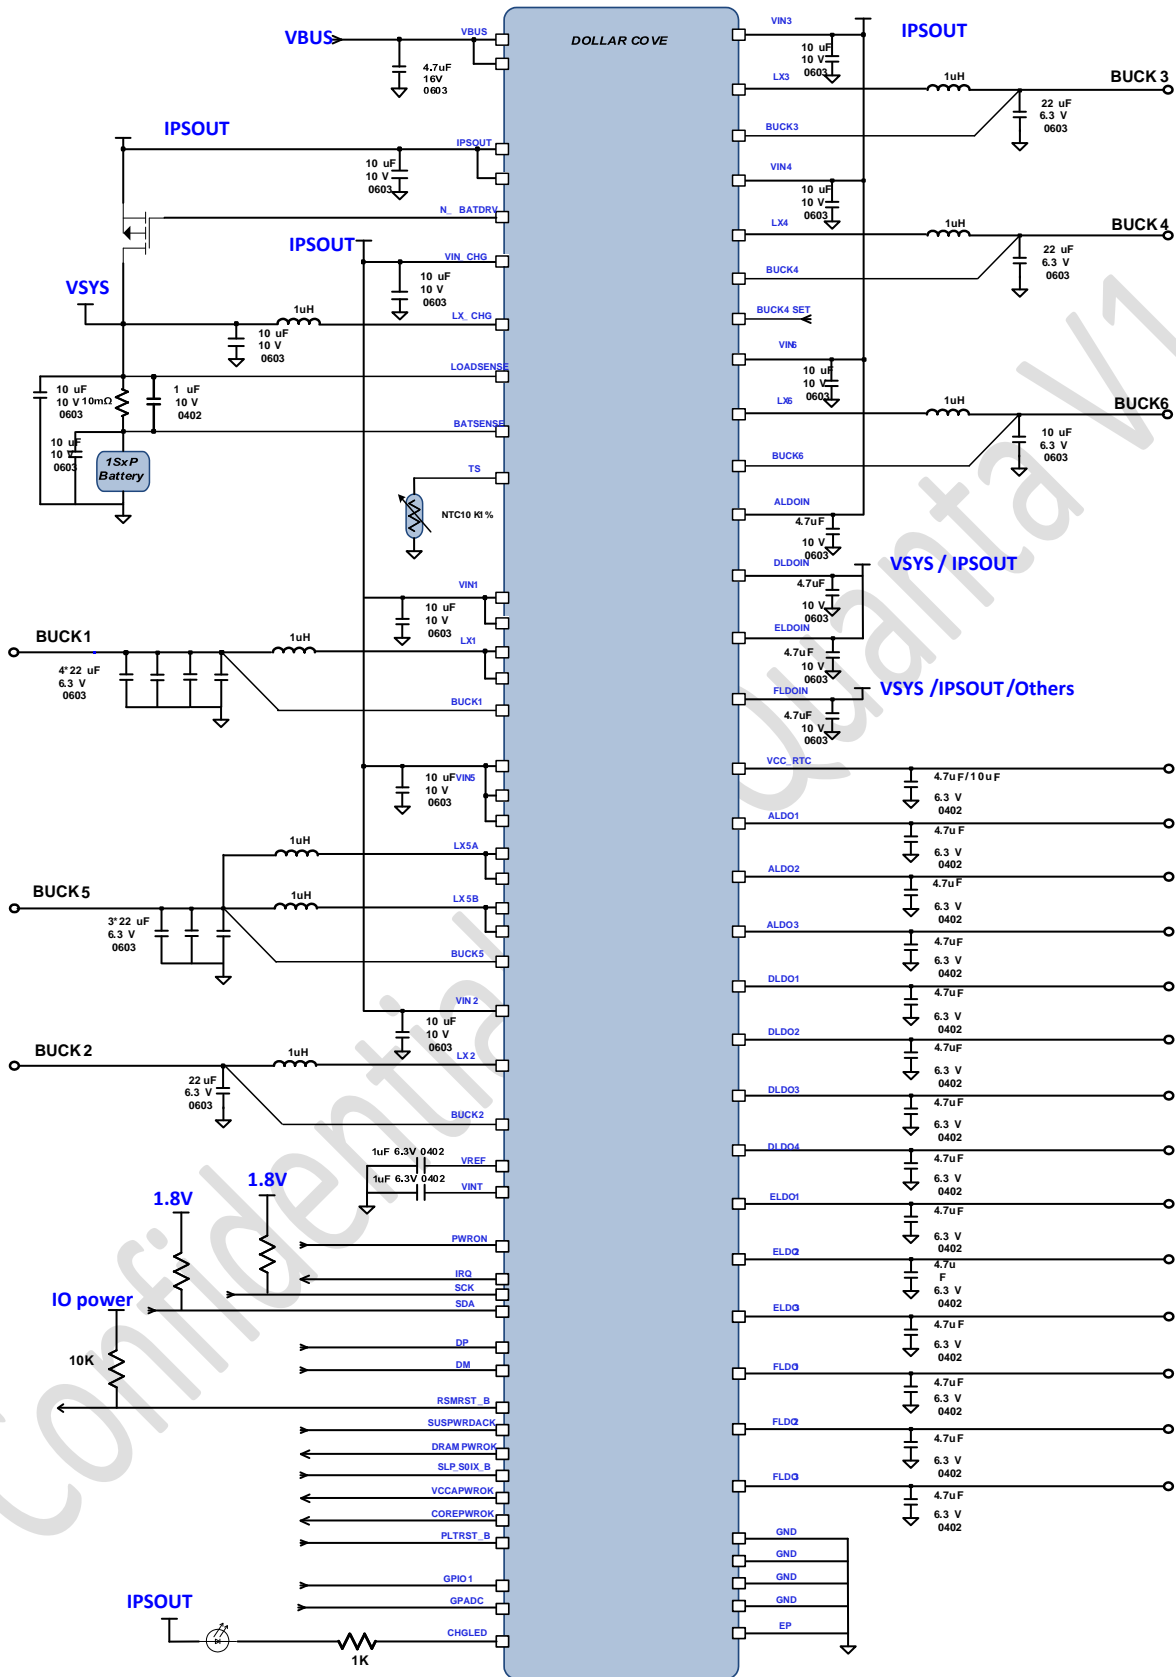 DOLLAR COVE
VBUS
VBUS
4.7uF
16V
0603
IPSOUT
IPSOUT
10 uF
10 V
0603
N_ BATDRV
IPSOUT
VIN_CHG
10 uF
10 V
0603
VSYS
1uH
LX_ CHG
10 uF
10 V
0603
LOADSENSE
10 uF
10 V
0603
10mΩ
1 uF
10 V
0402
BATSENSE
10 uF
10 V
0603
1SxP
Battery
TS
NTC10 K1%
VIN1
10 uF
10 V
0603
BUCK1
1uH
LX1
4*22 uF
6.3 V
0603
BUCK1
VIN5
10 uF
10 V
0603
1uH
LX5A
BUCK5
1uH
LX5B
3*22 uF
6.3 V
0603
BUCK5
VIN2
10 uF
10 V
0603
BUCK2
1uH
LX2
22 uF
6.3 V
0603
BUCK2
1uF 6.3V 0402
VREF
1uF 6.3V 0402
VINT
1.8V
1.8V
PWRON
IRQ
SCK
SDA
IO power
10K
DP
DM
RSMRST_B
SUSPWRDACK
DRAMPWROK
SLP_S0IX_B
VCCAPWROK
COREPWROK
PLTRST_B
GPIO1
GPADC
IPSOUT
CHGLED
1K
VIN3
IPSOUT
10 uF
10 V
0603
LX3
1uH
BUCK3
22 uF
6.3 V
0603
BUCK3
VIN4
10 uF
10 V
0603
LX4
1uH
BUCK4
22 uF
6.3 V
0603
BUCK4
BUCK4 SET
VIN6
10 uF
10 V
0603
LX6
1uH
BUCK6
10 uF
6.3 V
0603
BUCK6
ALDOIN
4.7uF
10 V
0603
DLDOIN
VSYS / IPSOUT
4.7uF
10 V
0603
ELDOIN
4.7uF
10 V
0603
FLDOIN
VSYS /IPSOUT/Others
4.7uF
10 V
0603
VCC_RTC
4.7uF/10uF
6.3 V
0402
ALDO1
4.7uF
6.3 V
0402
ALDO2
4.7uF
6.3 V
0402
ALDO3
4.7uF
6.3 V
0402
DLDO1
4.7uF
6.3 V
0402
DLDO2
4.7uF
6.3 V
0402
DLDO3
4.7uF
6.3 V
0402
DLDO4
4.7uF
6.3 V
0402
ELDO1
4.7uF
6.3 V
0402
ELDO2
4.7u
F
6.3 V
0402
ELDO3
4.7uF
6.3 V
0402
FLDO1
4.7uF
6.3 V
0402
FLDO2
4.7uF
6.3 V
0402
FLDO3
4.7uF
6.3 V
0402
GND
GND
GND
GND
EP
Confidential Quanta V1